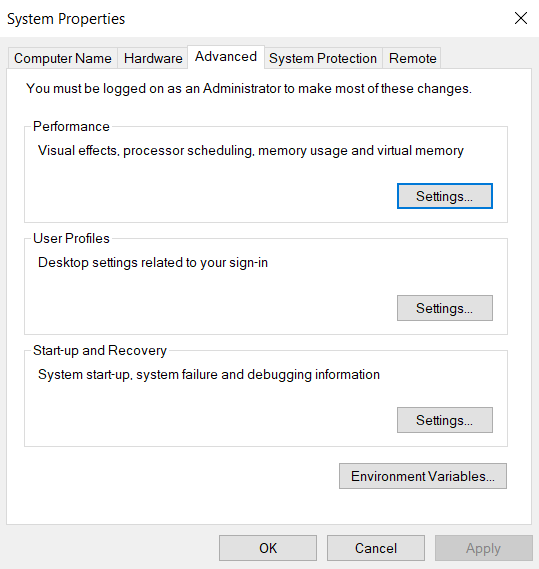 System Properties
Computer Name Hardware Advanced System Protection Remote
You must be logged on as an Administrator to make most of these changes.
Performance
Visual effects, processor scheduling, memory usage and virtual memory
Settings...
User Profiles
Desktop settings related to your sign-in
Settings...
Start-up and Recovery
System start-up, system failure and debugging information
Settings...
Environment Variables...
OK Cancel Apply